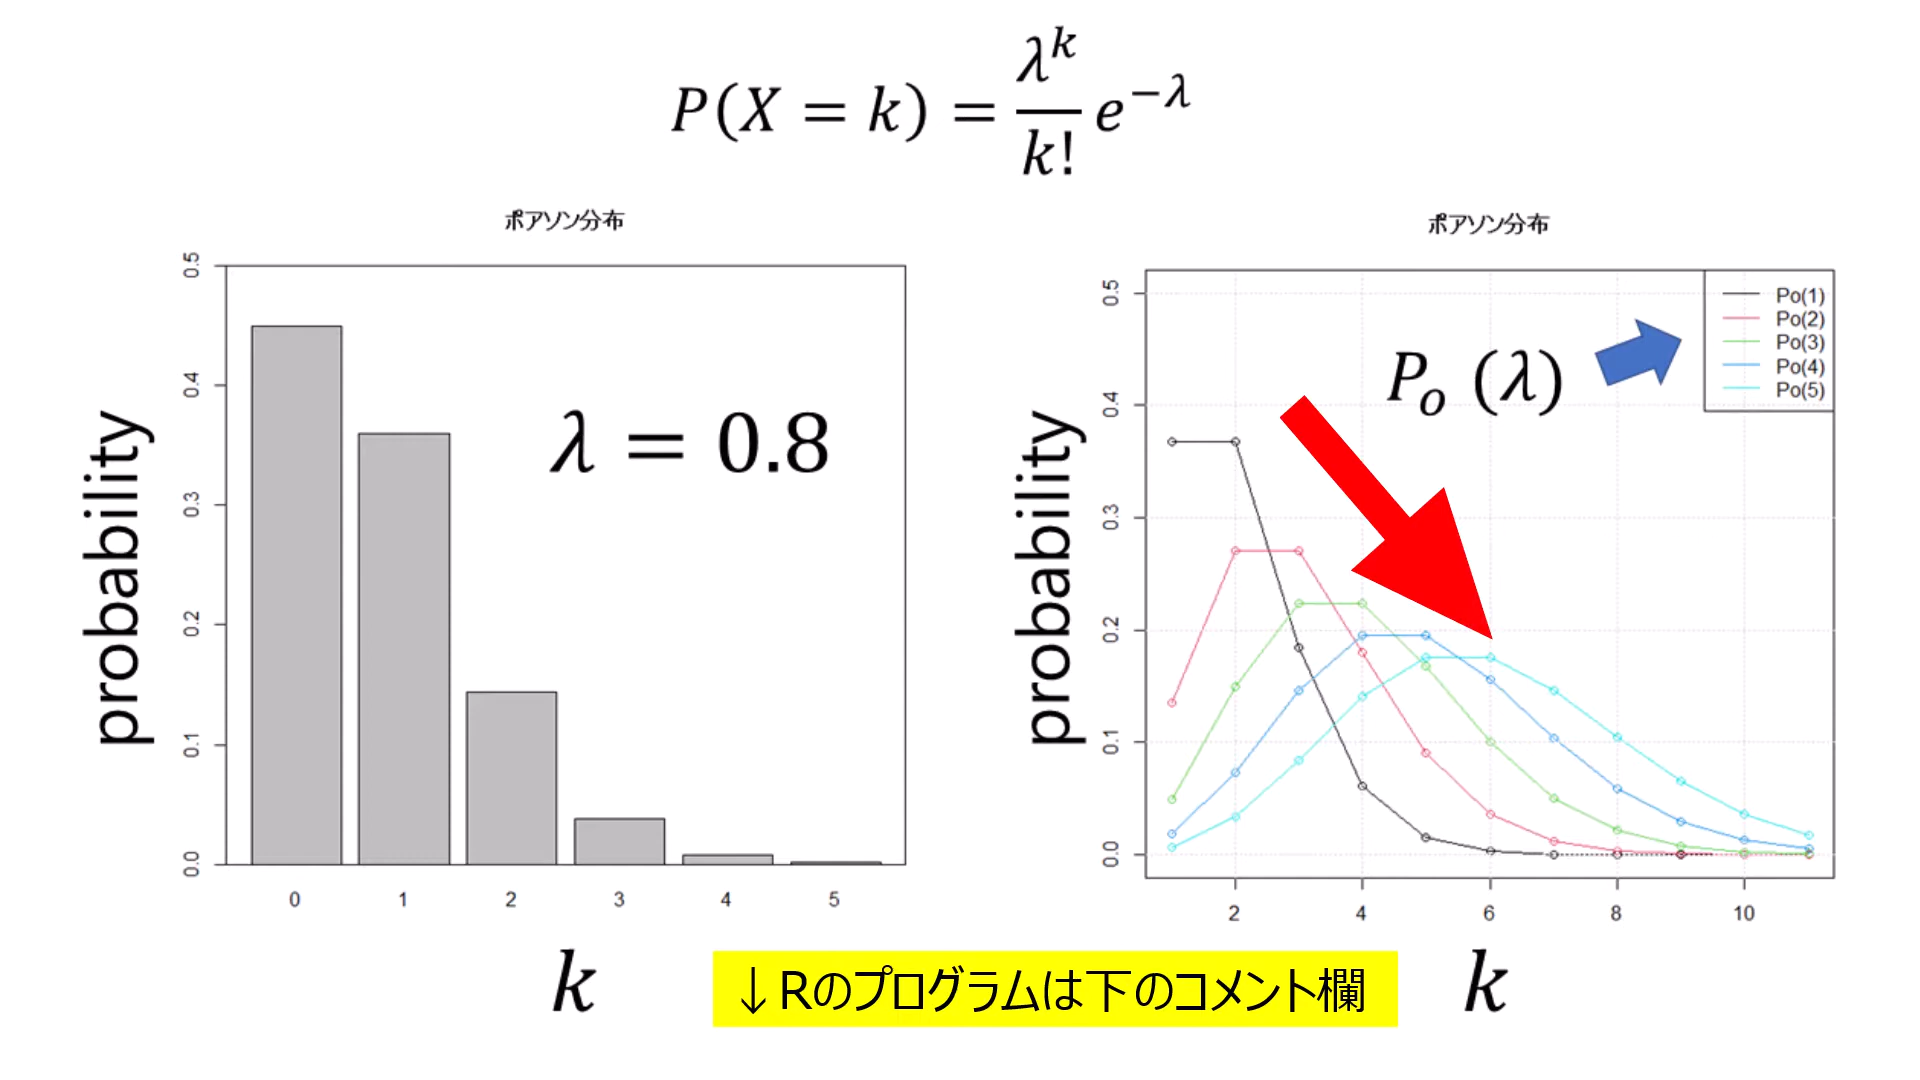 P(X = k) = \frac{λ^k}{k!} e^{-λ}
ポアソン分布
probability
0.5
0.4
0.3
0.2
0.1
0.0
λ = 0.8
0 1 2 3 4 5
k
ポアソン分布
probability
0.5
0.4
0.3
0.2
0.1
0.0
P_o (λ)
Po(1)
Po(2)
Po(3)
Po(4)
Po(5)
2 4 6 8 10
k
↓Rのプログラムは下のコメント欄